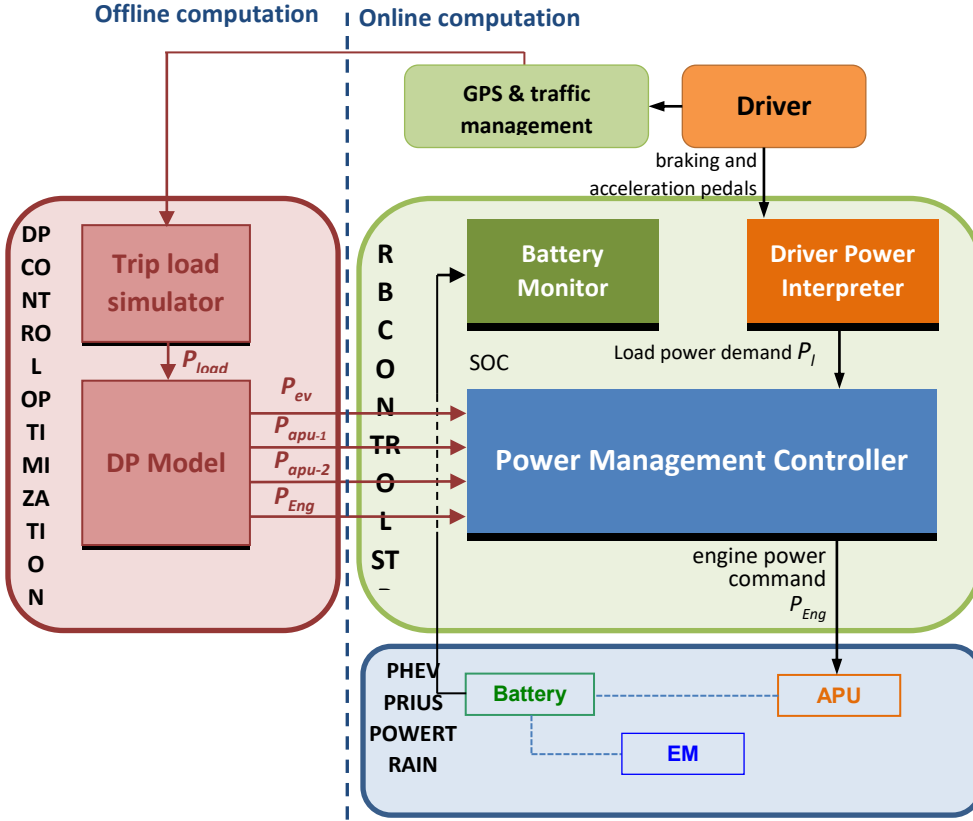 Offline computation
Online computation
GPS & traffic
management
Driver
braking and
acceleration pedals
DP
CO
NT
RO
L
OP
TI
MI
ZA
TI
O
N
Trip load
simulator
P_load
DP Model
P_ev
P_apu-1
P_apu-2
P_Eng
R
B
C
O
N
TR
O
L
ST
Battery
Monitor
Driver Power
Interpreter
SOC
Load power demand P_l
Power Management Controller
engine power
command
P_Eng
PHEV
PRIUS
POWERT
RAIN
Battery
APU
EM